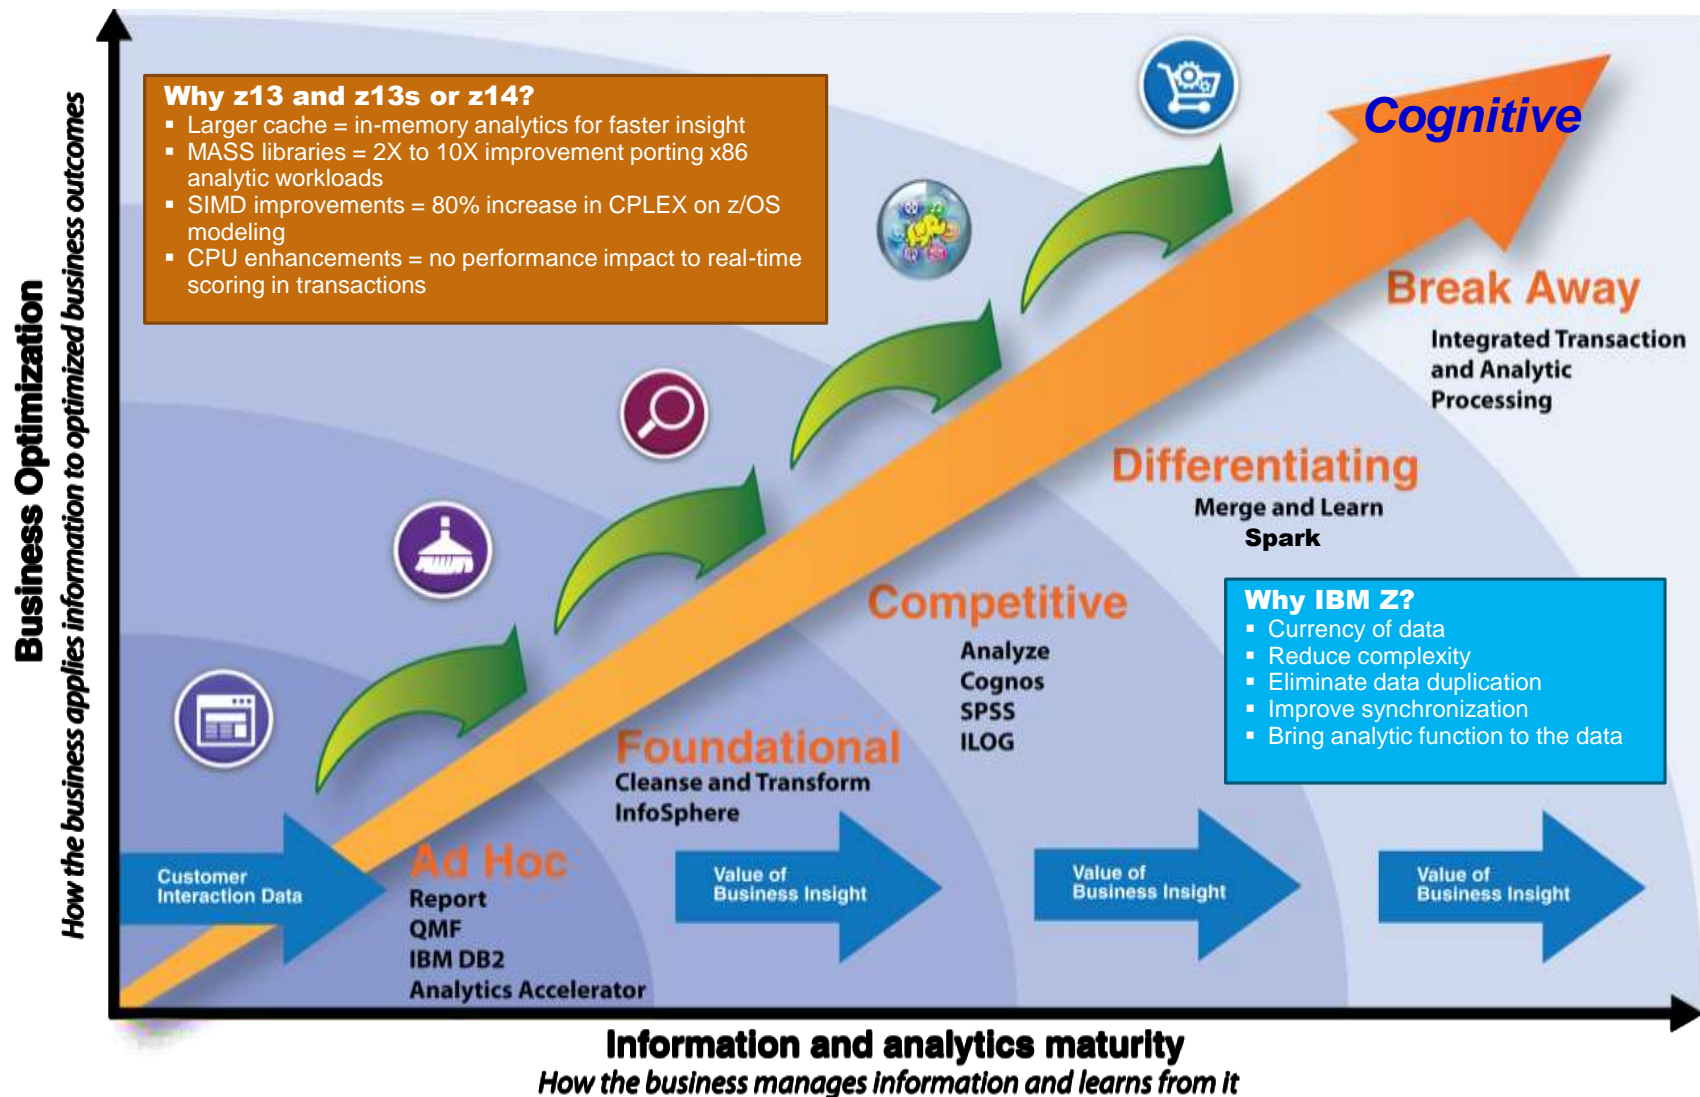 Why z13 and z13s or z14?
▪ Larger cache = in-memory analytics for faster insight
▪ MASS libraries = 2X to 10X improvement porting x86
analytic workloads
▪ SIMD improvements = 80% increase in CPLEX on z/OS
modeling
▪ CPU enhancements = no performance impact to real-time
scoring in transactions
Cognitive
Break Away
Integrated Transaction
and Analytic
Processing
Differentiating
Merge and Learn
Spark
Competitive
Analyze
Cognos
SPSS
ILOG
Why IBM Z?
▪ Currency of data
▪ Reduce complexity
▪ Eliminate data duplication
▪ Improve synchronization
▪ Bring analytic function to the data
Foundational
Cleanse and Transform
InfoSphere
Ad Hoc
Report
QMF
IBM DB2
Analytics Accelerator
Customer
Interaction Data
Value of
Business Insight
Value of
Business Insight
Value of
Business Insight
Business Optimization
How the business applies information to optimized business outcomes
Information and analytics maturity
How the business manages information and learns from it